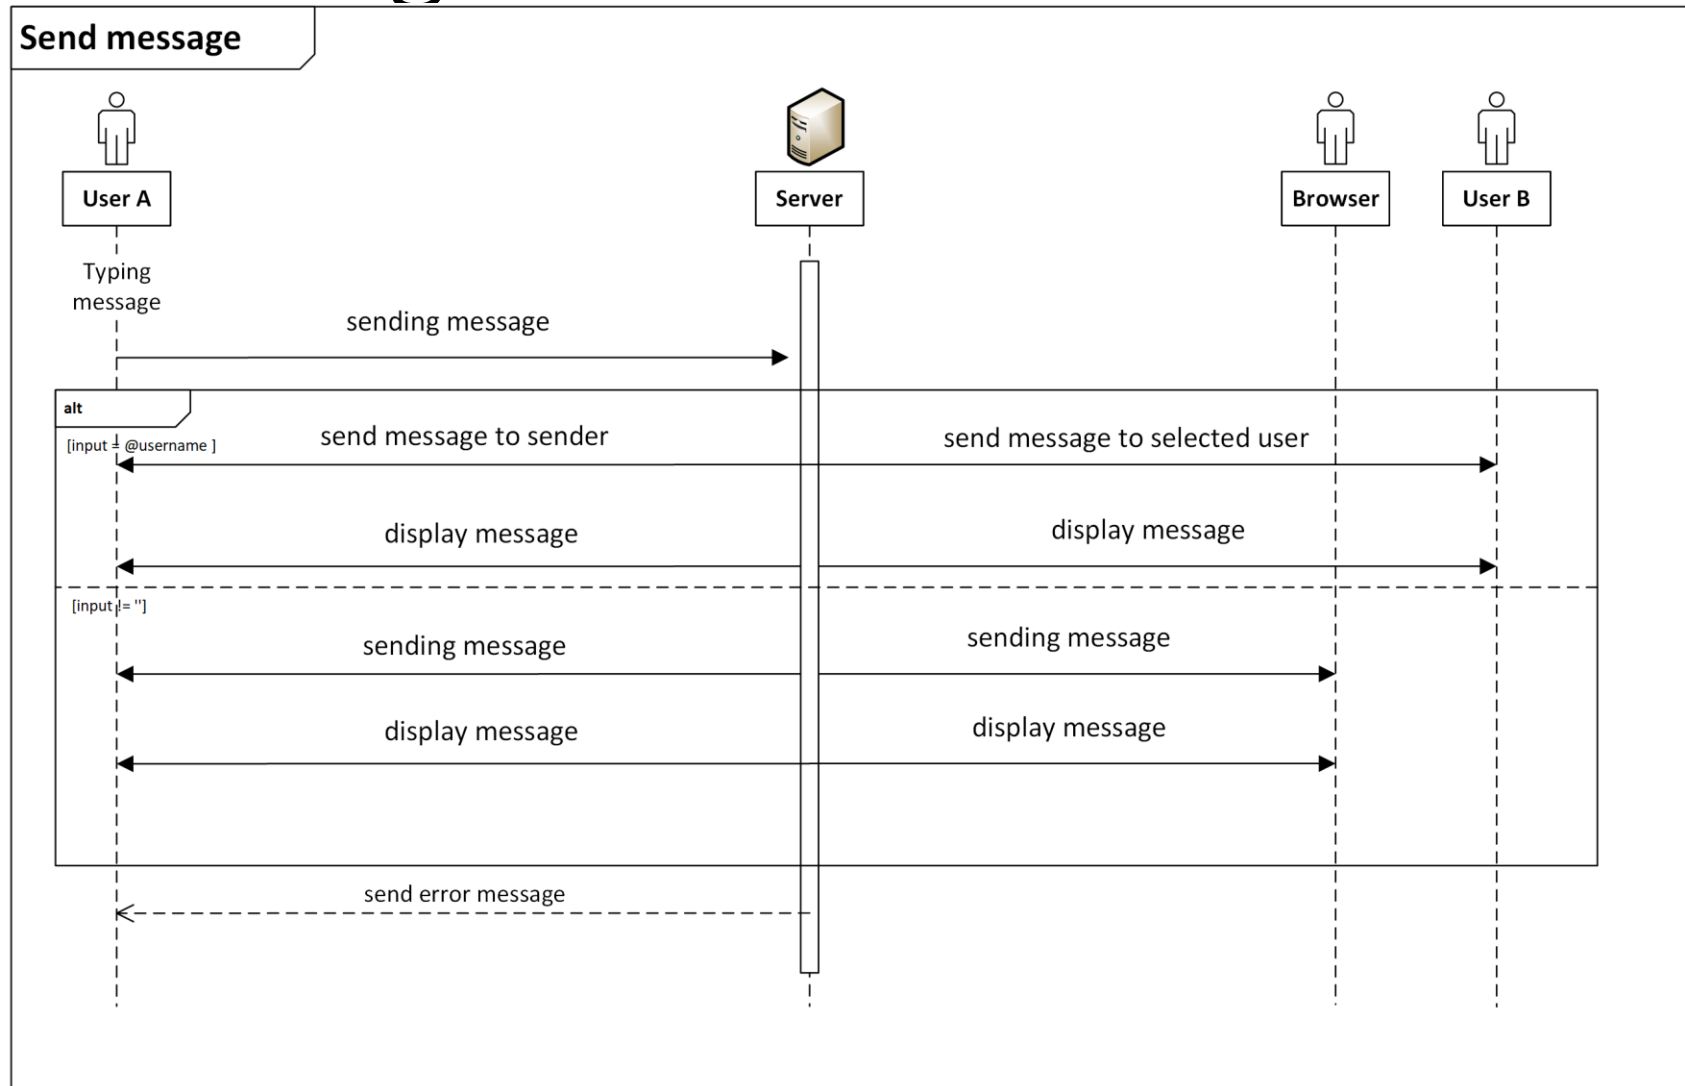 Send message
User A
Server
Browser
User B
Typing
message
sending message
alt
[input = @username ]
send message to sender
send message to selected user
display message
display message
[input != '']
sending message
sending message
display message
display message
send error message